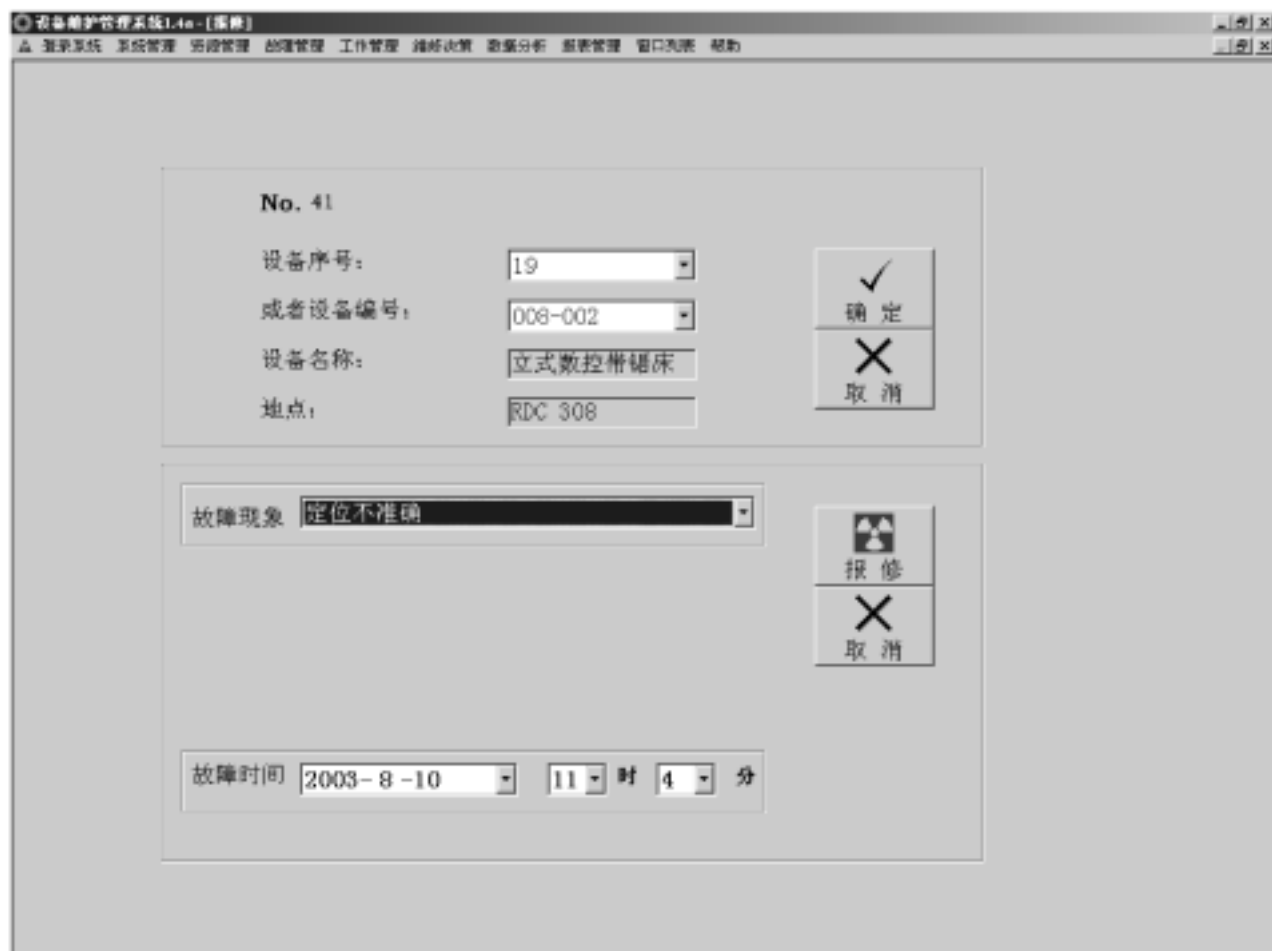 设备维护管理系统1.4a-[报修]
登录系统 系统管理 资源管理 故障管理 工作管理 维修决策 数据分析 报表管理 窗口列表 帮助
No. 41
设备序号： 19
或者设备编号： 008-002
设备名称： 立式数控带锯床
地点： RDC 308
确 定
取 消
故障现象 定位不准确
报 修
取 消
故障时间 2003- 8 -10 11 时 4 分